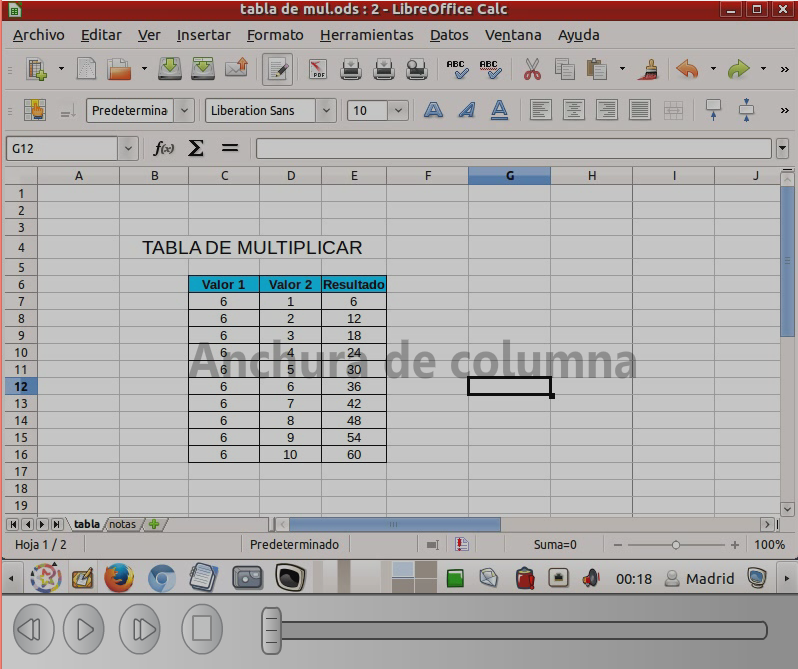 tabla de mul.ods : 2 - LibreOffice Calc
Archivo Editar Ver Insertar Formato Herramientas Datos Ventana Ayuda
PDF ABC ABC »
Predetermina Liberation Sans 10 »
G12 f(x) Σ =
A B C D E F G H I J
1
2
3
4 TABLA DE MULTIPLICAR
5
6 Valor 1 Valor 2 Resultado
7 6 1 6
8 6 2 12
9 6 3 18
10 6 4 24
Anchura de columna
11 6 5 30
12 6 6 36
13 6 7 42
14 6 8 48
15 6 9 54
16 6 10 60
17
18
19
tabla notas
Hoja 1 / 2 Predeterminado Suma=0 100%
00:18 Madrid